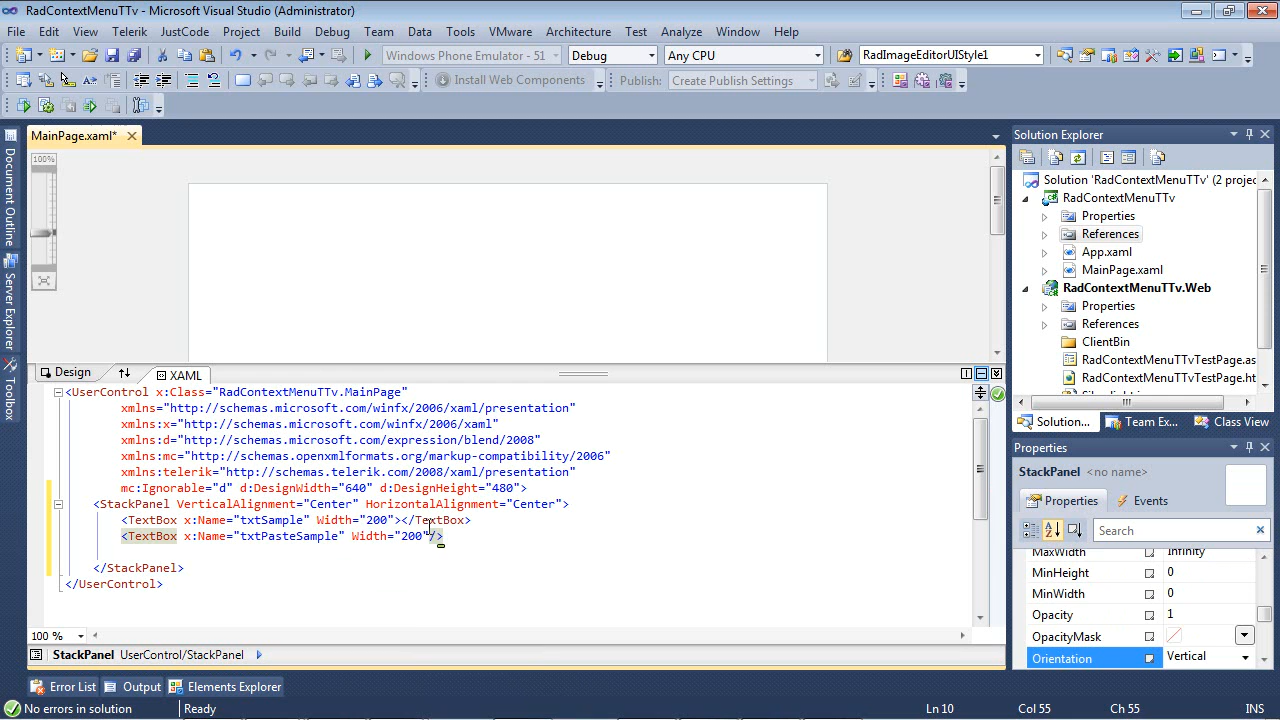 RadContextMenuTTv - Microsoft Visual Studio (Administrator)
File Edit View Telerik JustCode Project Build Debug Team Data Tools VMware Architecture Test Analyze Window Help
Windows Phone Emulator - 51 Debug Any CPU RadImageEditorUIStyle1
Install Web Components Publish: Create Publish Settings
MainPage.xaml*
100%
Document Outline
Server Explorer
Toolbox
Design XAML
<UserControl x:Class="RadContextMenuTTv.MainPage"
xmlns="http://schemas.microsoft.com/winfx/2006/xaml/presentation"
xmlns:x="http://schemas.microsoft.com/winfx/2006/xaml"
xmlns:d="http://schemas.microsoft.com/expression/blend/2008"
xmlns:mc="http://schemas.openxmlformats.org/markup-compatibility/2006"
xmlns:telerik="http://schemas.telerik.com/2008/xaml/presentation"
mc:Ignorable="d" d:DesignWidth="640" d:DesignHeight="480">
<StackPanel VerticalAlignment="Center" HorizontalAlignment="Center">
<TextBox x:Name="txtSample" Width="200"></TextBox>
<TextBox x:Name="txtPasteSample" Width="200"/>
</StackPanel>
</UserControl>
100 %
StackPanel UserControl/StackPanel
Error List Output Elements Explorer
No errors in solution Ready Ln 10 Col 55 Ch 55 INS
Solution Explorer
Solution 'RadContextMenuTTv' (2 projec
RadContextMenuTTv
Properties
References
App.xaml
MainPage.xaml
RadContextMenuTTv.Web
Properties
References
ClientBin
RadContextMenuTTvTestPage.as
RadContextMenuTTvTestPage.ht
Solution... Team Ex... Class View
Properties
StackPanel <no name>
Properties Events
Search
MaxWidth Infinity
MinHeight 0
MinWidth 0
Opacity 1
OpacityMask
Orientation Vertical